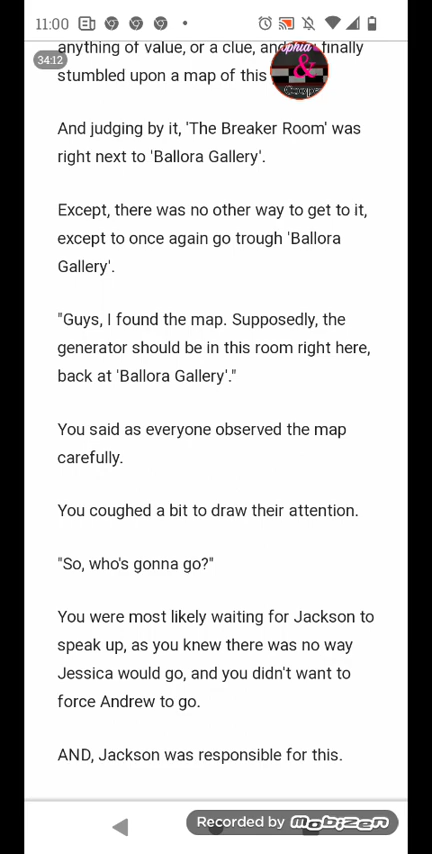 11:00
34:12
anything of value, or a clue, and finally
stumbled upon a map of this
phia
&
Coope
And judging by it, 'The Breaker Room' was
right next to 'Ballora Gallery'.
Except, there was no other way to get to it,
except to once again go trough 'Ballora
Gallery'.
"Guys, I found the map. Supposedly, the
generator should be in this room right here,
back at 'Ballora Gallery'."
You said as everyone observed the map
carefully.
You coughed a bit to draw their attention.
"So, who's gonna go?"
You were most likely waiting for Jackson to
speak up, as you knew there was no way
Jessica would go, and you didn't want to
force Andrew to go.
AND, Jackson was responsible for this.
Recorded by mobizen